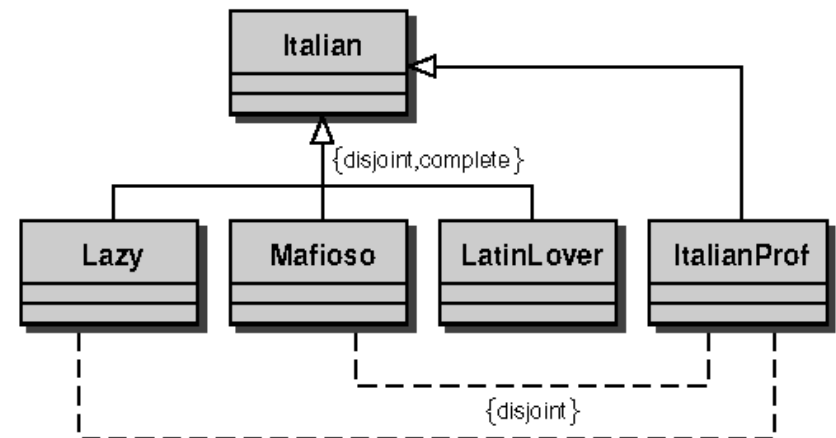 Italian
{disjoint,complete}
Lazy
Mafioso
LatinLover
ItalianProf
{disjoint}